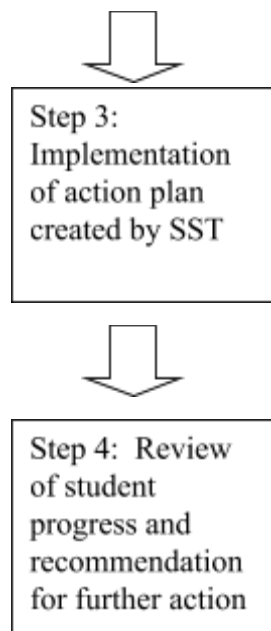 Step 3:
Implementation
of action plan
created by SST
Step 4:  Review
of student
progress and
recommendation
for further action